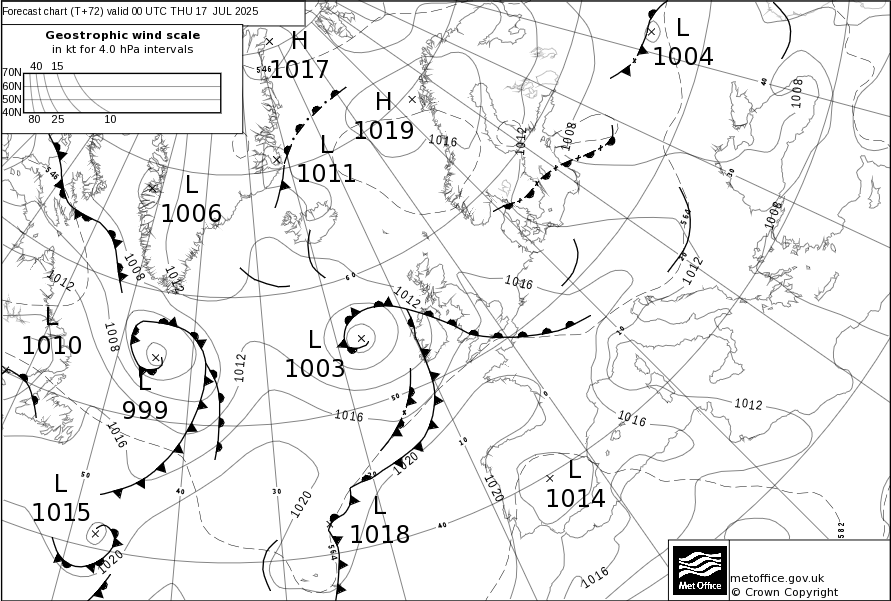 Forecast chart (T+72) valid 00 UTC THU 17 JUL 2025
Geostrophic wind scale
in kt for 4.0 hPa intervals
40 15
70N
60N
50N
40N
80 25 10
H
1017
546
H
1019
L
1004
L
1011
L
1006
546
1016
1012
1008
1008
40
30
1008
564
20
1012
1008
1012
1012
60
1012
1016
L
1010
1008
L
999
1012
L
1003
1016
50
10
0
10
1016
1012
1016
L
1015
50
40
30
1020
20
1020
L
1018
564
40
1020
L
1014
1020
1016
582
Met Office
metoffice.gov.uk
© Crown Copyright